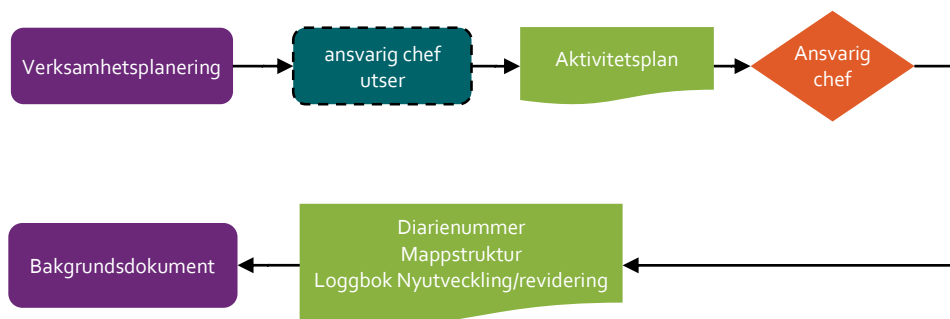 Verksamhetsplanering
ansvarig chef
utser
Aktivitetsplan
Ansvarig
chef
Diarienummer
Mappstruktur
Loggbok Nyutveckling/revidering
Bakgrundsdokument